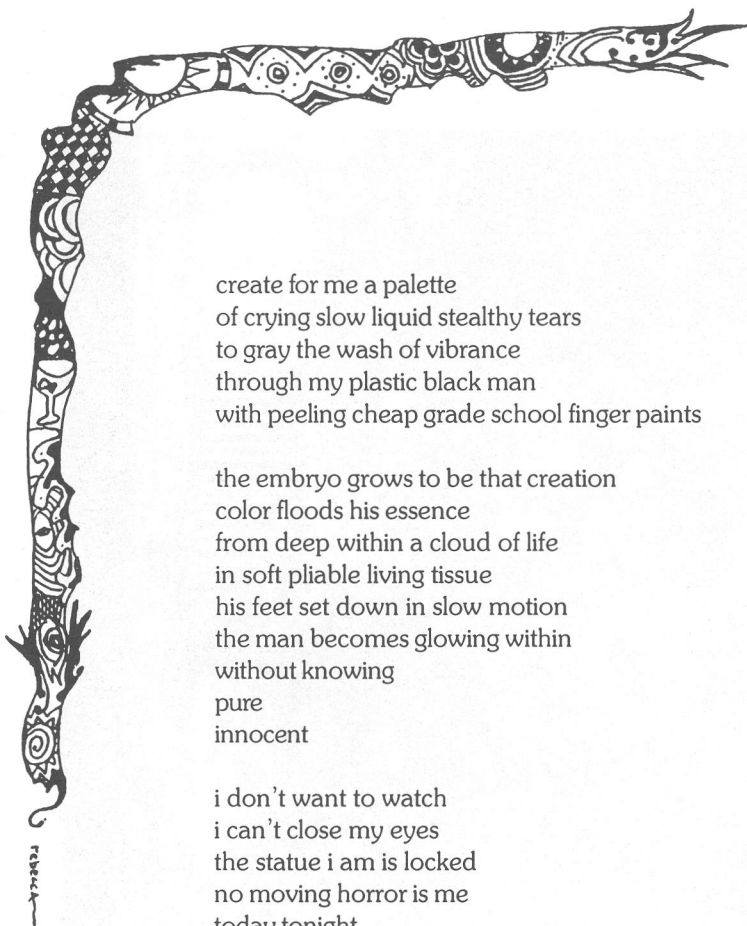 create for me a palette
of crying slow liquid stealthy tears
to gray the wash of vibrance
through my plastic black man
with peeling cheap grade school finger paints
the embryo grows to be that creation
color floods his essence
from deep within a cloud of life
in soft pliable living tissue
his feet set down in slow motion
the man becomes glowing within
without knowing
pure
innocent
i don't want to watch
i can't close my eyes
the statue i am is locked
no moving horror is me
today tonight
rebecca